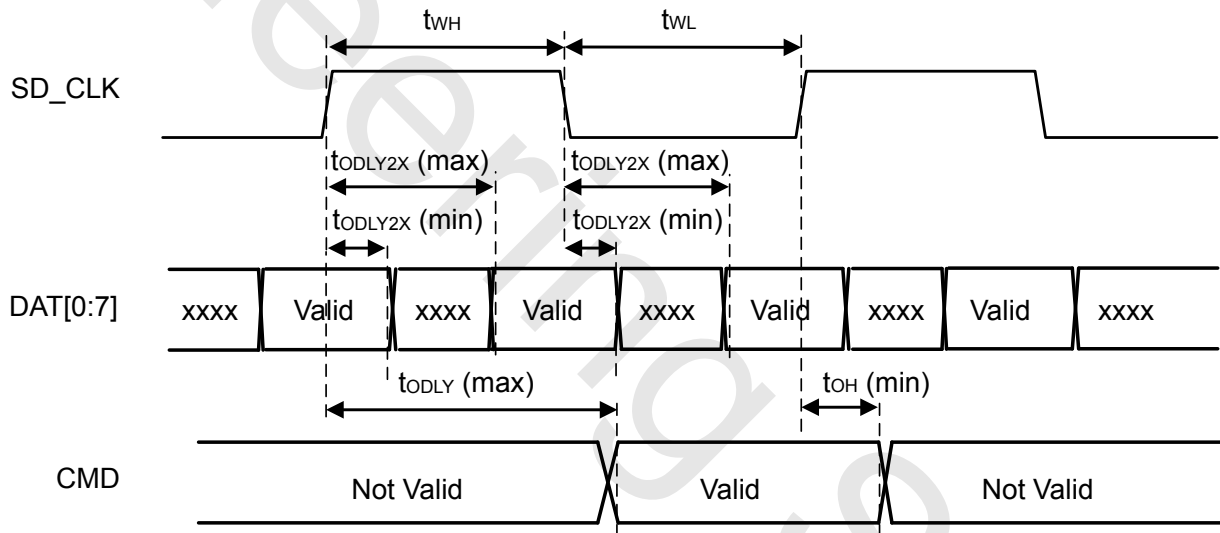 tWH tWL
SD_CLK
tODLY2X (max) tODLY2X (max)
tODLY2X (min) tODLY2X (min)
DAT[0:7] xxxx Valid xxxx Valid xxxx Valid xxxx Valid xxxx
tODLY (max) tOH (min)
CMD Not Valid Valid Not Valid